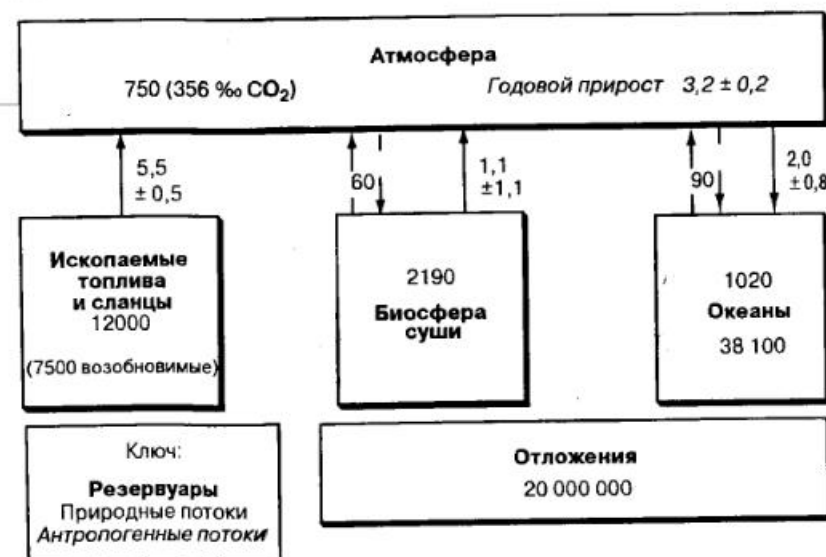 Атмосфера
750 (356 ‰ CO₂)
Годовой прирост 3,2 ± 0,2
5,5
± 0,5
60
1,1
±1,1
90
2,0
±0,8
Ископаемые
топлива
и сланцы
12000
(7500 возобновимые)
2190
Биосфера
суши
1020
Океаны
38 100
Ключ:
Резервуары
Природные потоки
Антропогенные потоки
Отложения
20 000 000